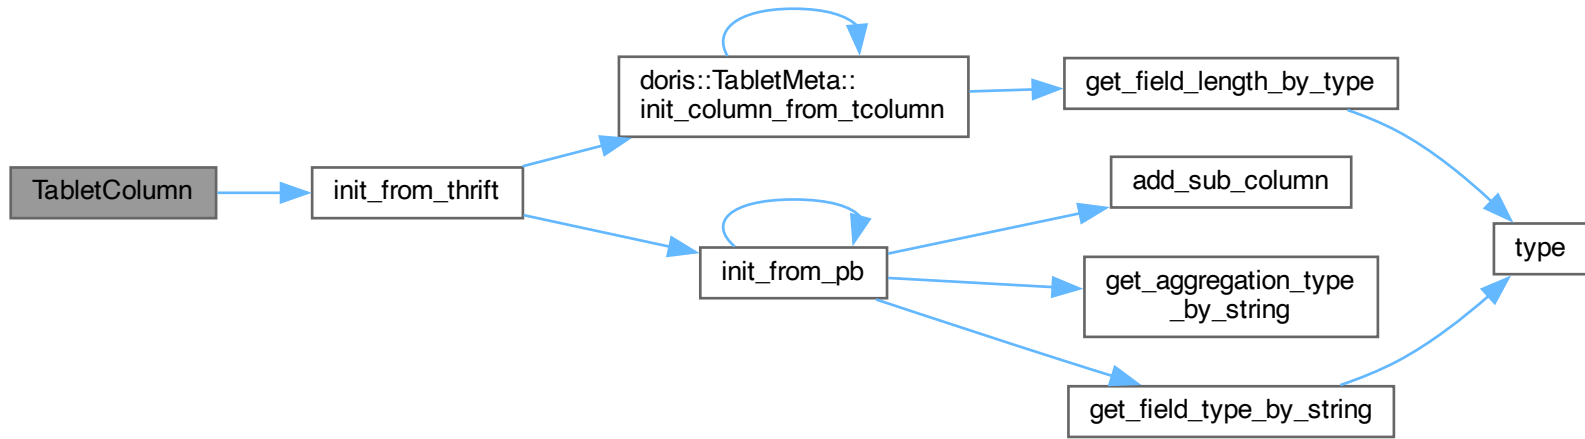 TabletColumn
init_from_thrift
doris::TabletMeta::
init_column_from_tcolumn
get_field_length_by_type
init_from_pb
add_sub_column
get_aggregation_type
_by_string
get_field_type_by_string
type